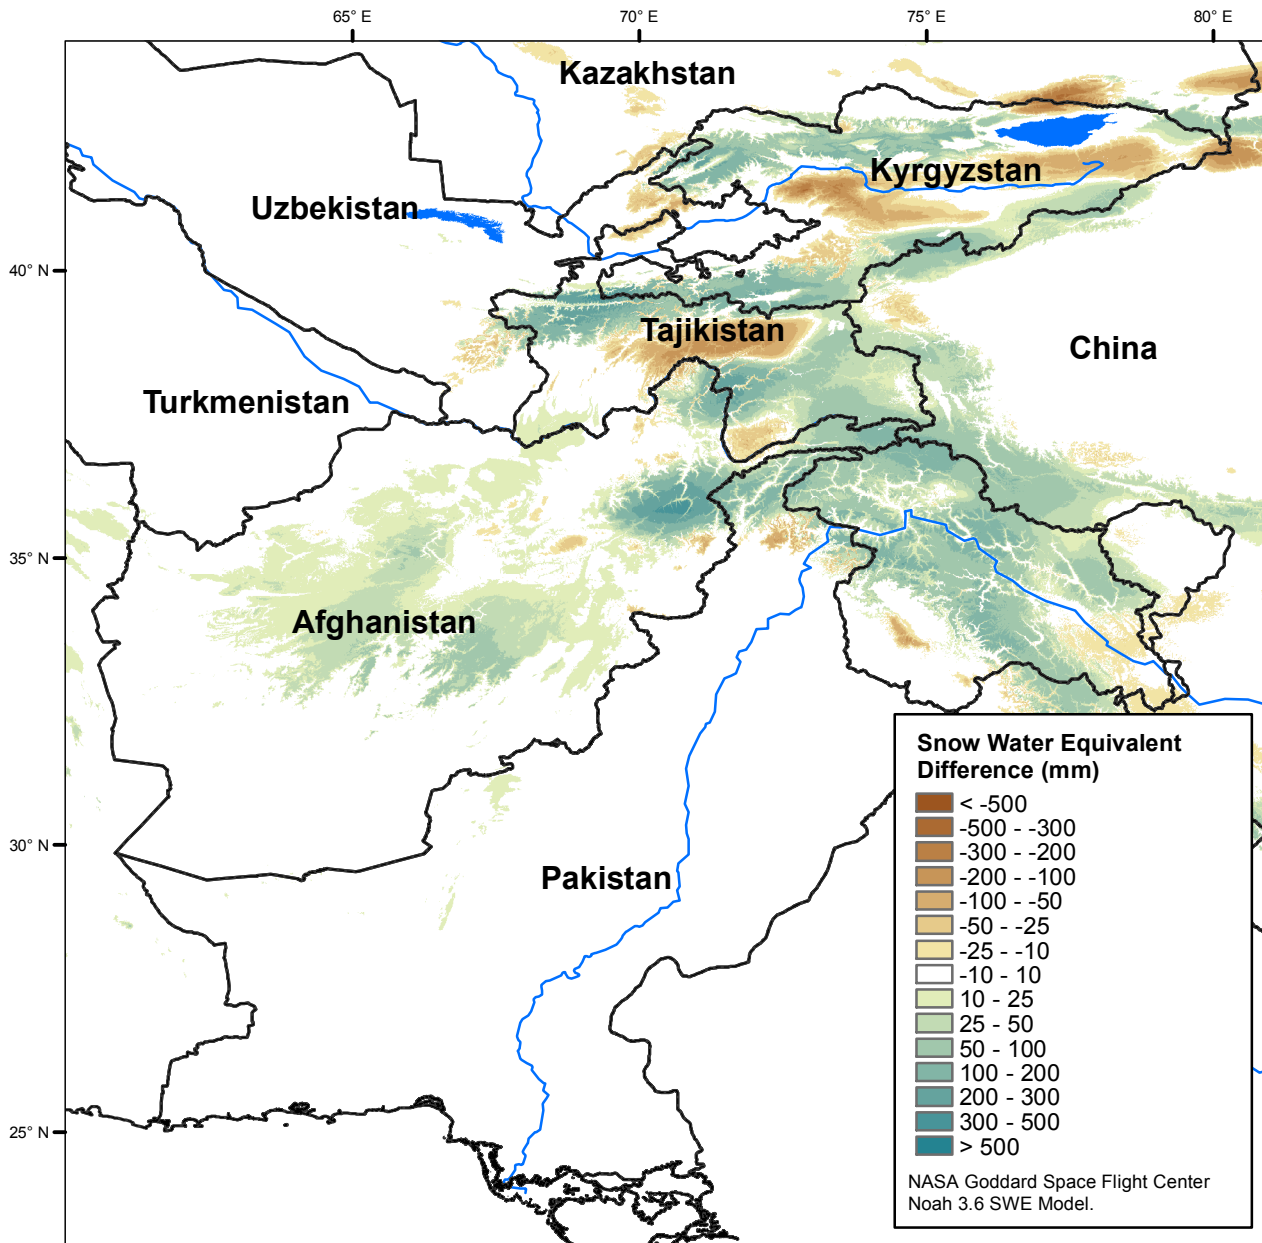 65° E 70° E 75° E 80° E
Kazakhstan
Kyrgyzstan
Uzbekistan
40° N
Tajikistan
China
Turkmenistan
35° N
Afghanistan
Snow Water Equivalent
Difference (mm)
< -500
-500 - -300
-300 - -200
-200 - -100
-100 - -50
-50 - -25
-25 - -10
-10 - 10
10 - 25
25 - 50
50 - 100
100 - 200
200 - 300
300 - 500
> 500
NASA Goddard Space Flight Center
Noah 3.6 SWE Model.
30° N
Pakistan
25° N